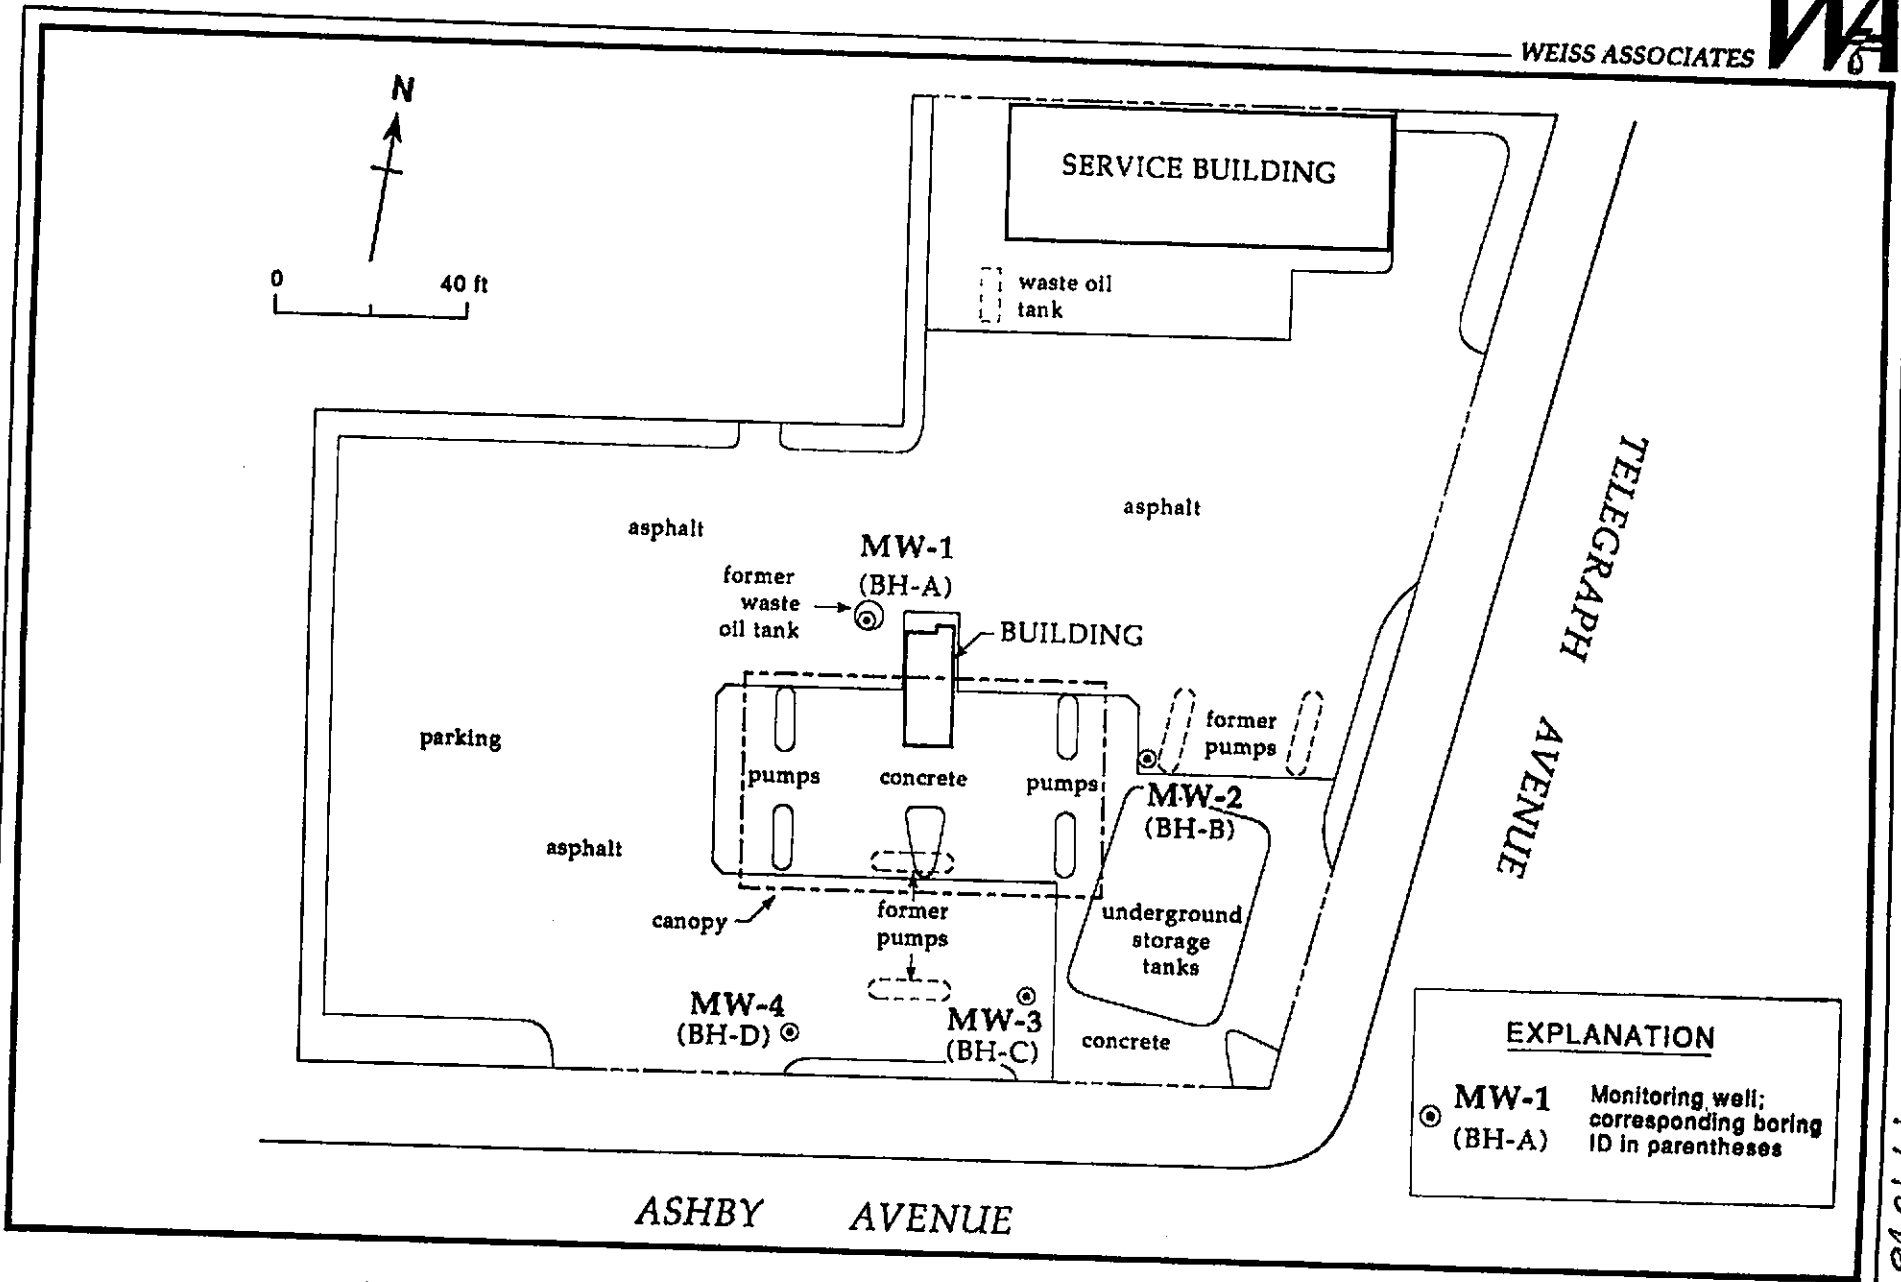 WEISS ASSOCIATES
WA
N
0 40 ft
SERVICE BUILDING
waste oil
tank
asphalt
asphalt
MW-1
(BH-A)
former
waste
oil tank
BUILDING
TELEGRAPH AVENUE
parking
former
pumps
pumps
concrete
pumps
MW-2
(BH-B)
asphalt
canopy
former
pumps
underground
storage
tanks
MW-4
(BH-D)
MW-3
(BH-C)
concrete
EXPLANATION
MW-1
(BH-A)
Monitoring well;
corresponding boring
ID in parentheses
ASHBY AVENUE